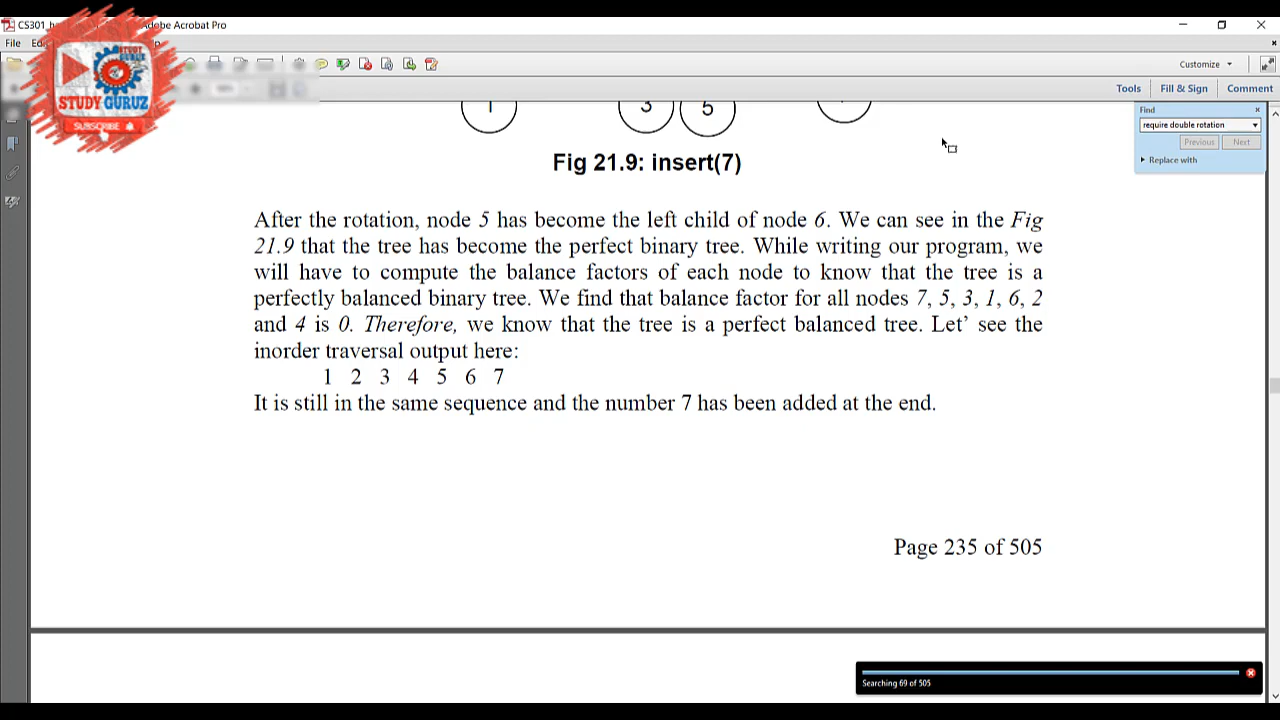 CS301
Adobe Acrobat Pro
File
Customize
Tools
Fill & Sign
Comment
STUDY GURUZ
STUDY GURUZ
SUBSCRIBE
Find
require double rotation
Previous
Next
Replace with
1
3
5
Fig 21.9: insert(7)
After the rotation, node 5 has become the left child of node 6. We can see in the Fig
21.9 that the tree has become the perfect binary tree. While writing our program, we
will have to compute the balance factors of each node to know that the tree is a
perfectly balanced binary tree. We find that balance factor for all nodes 7, 5, 3, 1, 6, 2
and 4 is 0. Therefore, we know that the tree is a perfect balanced tree. Let' see the
inorder traversal output here:
1 2 3 4 5 6 7
It is still in the same sequence and the number 7 has been added at the end.
Page 235 of 505
Searching 69 of 505